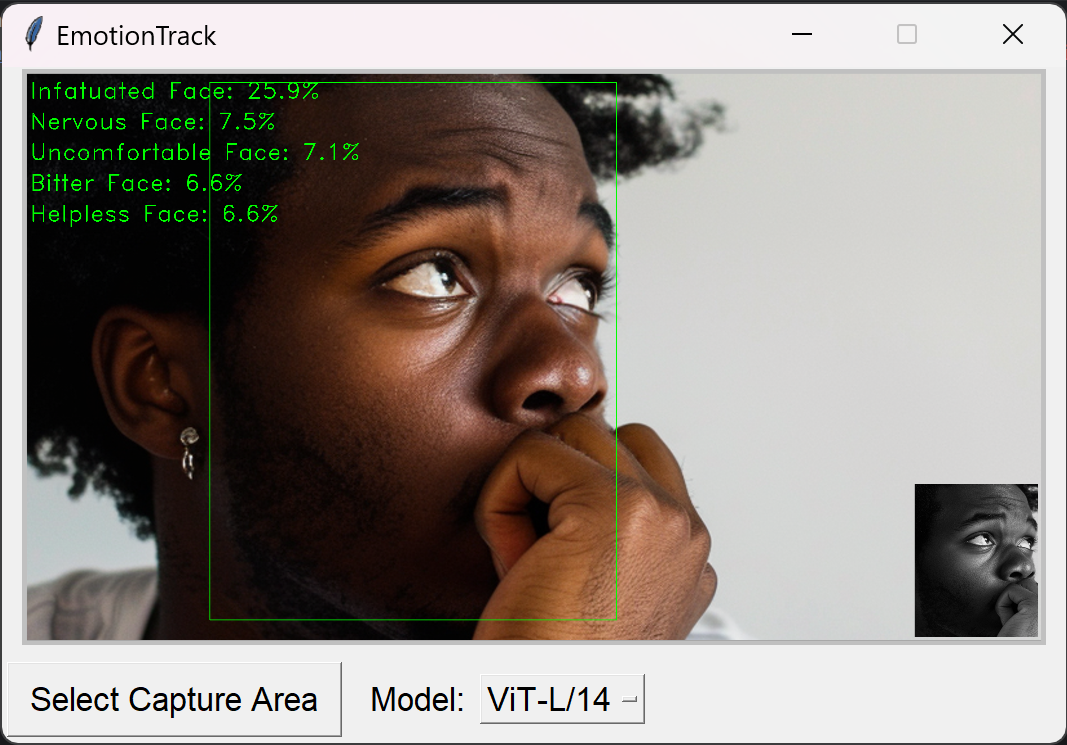 EmotionTrack
Infatuated Face: 25.9%
Nervous Face: 7.5%
Uncomfortable Face: 7.1%
Bitter Face: 6.6%
Helpless Face: 6.6%
Select Capture Area Model: ViT-L/14